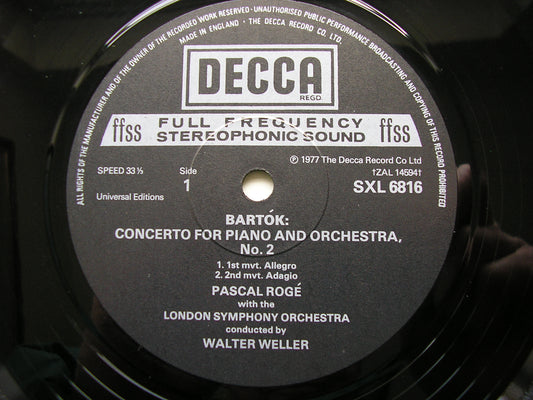 ALL RIGHTS OF THE MANUFACTURER AND OF THE OWNER OF THE RECORDED WORK RESERVED · UNAUTHORISED PUBLIC PERFORMANCE BROADCASTING AND COPYING OF THIS RECORD PROHIBITED
MADE IN ENGLAND · THE DECCA RECORD CO. LTD.
DECCA
REGD.
ffss FULL FREQUENCY STEREOPHONIC SOUND ffss
℗ 1977 The Decca Record Co Ltd
SPEED 33⅓ Side †ZAL 14594†
1 SXL 6816
Universal Editions
BARTÓK:
CONCERTO FOR PIANO AND ORCHESTRA,
No. 2
1. 1st mvt. Allegro
2. 2nd mvt. Adagio
PASCAL ROGÉ
with the
LONDON SYMPHONY ORCHESTRA
conducted by
WALTER WELLER